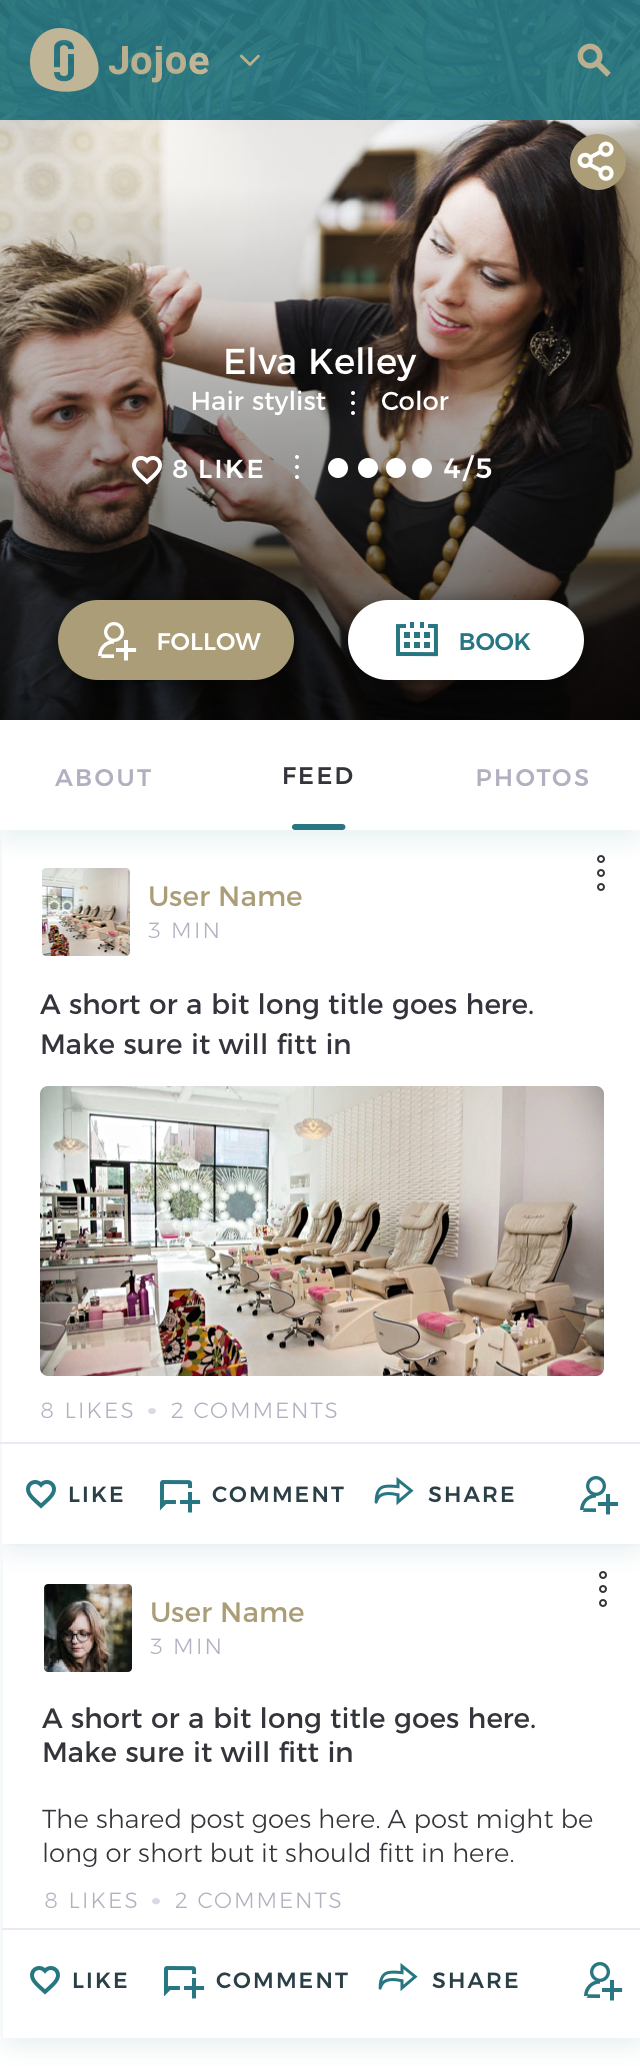 Jojoe
Elva Kelley
Hair stylist ⋮ Color
8 LIKE ⋮ 4/5
FOLLOW
BOOK
ABOUT
FEED
PHOTOS
User Name
3 MIN
A short or a bit long title goes here.
Make sure it will fitt in
8 LIKES • 2 COMMENTS
LIKE
COMMENT
SHARE
User Name
3 MIN
A short or a bit long title goes here.
Make sure it will fitt in
The shared post goes here. A post might be
long or short but it should fitt in here.
8 LIKES • 2 COMMENTS
LIKE
COMMENT
SHARE